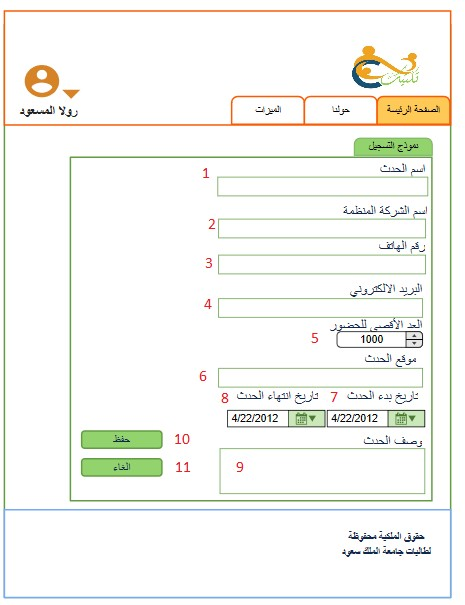 تكنيكات
رولا المسعود
الصفحة الرئيسة
حولنا
الميزات
نموذج التسجيل
اسم الحدث
1
اسم الشركة المنظمة
2
رقم الهاتف
3
البريد الالكتروني
4
العد الأقصى للحضور
1000
5
موقع الحدث
6
تاريخ بدء الحدث 7
تاريخ انتهاء الحدث 8
4/22/2012
4/22/2012
وصف الحدث
9
حفظ
10
الغاء
11
حقوق الملكية محفوظة
لطالبات جامعة الملك سعود